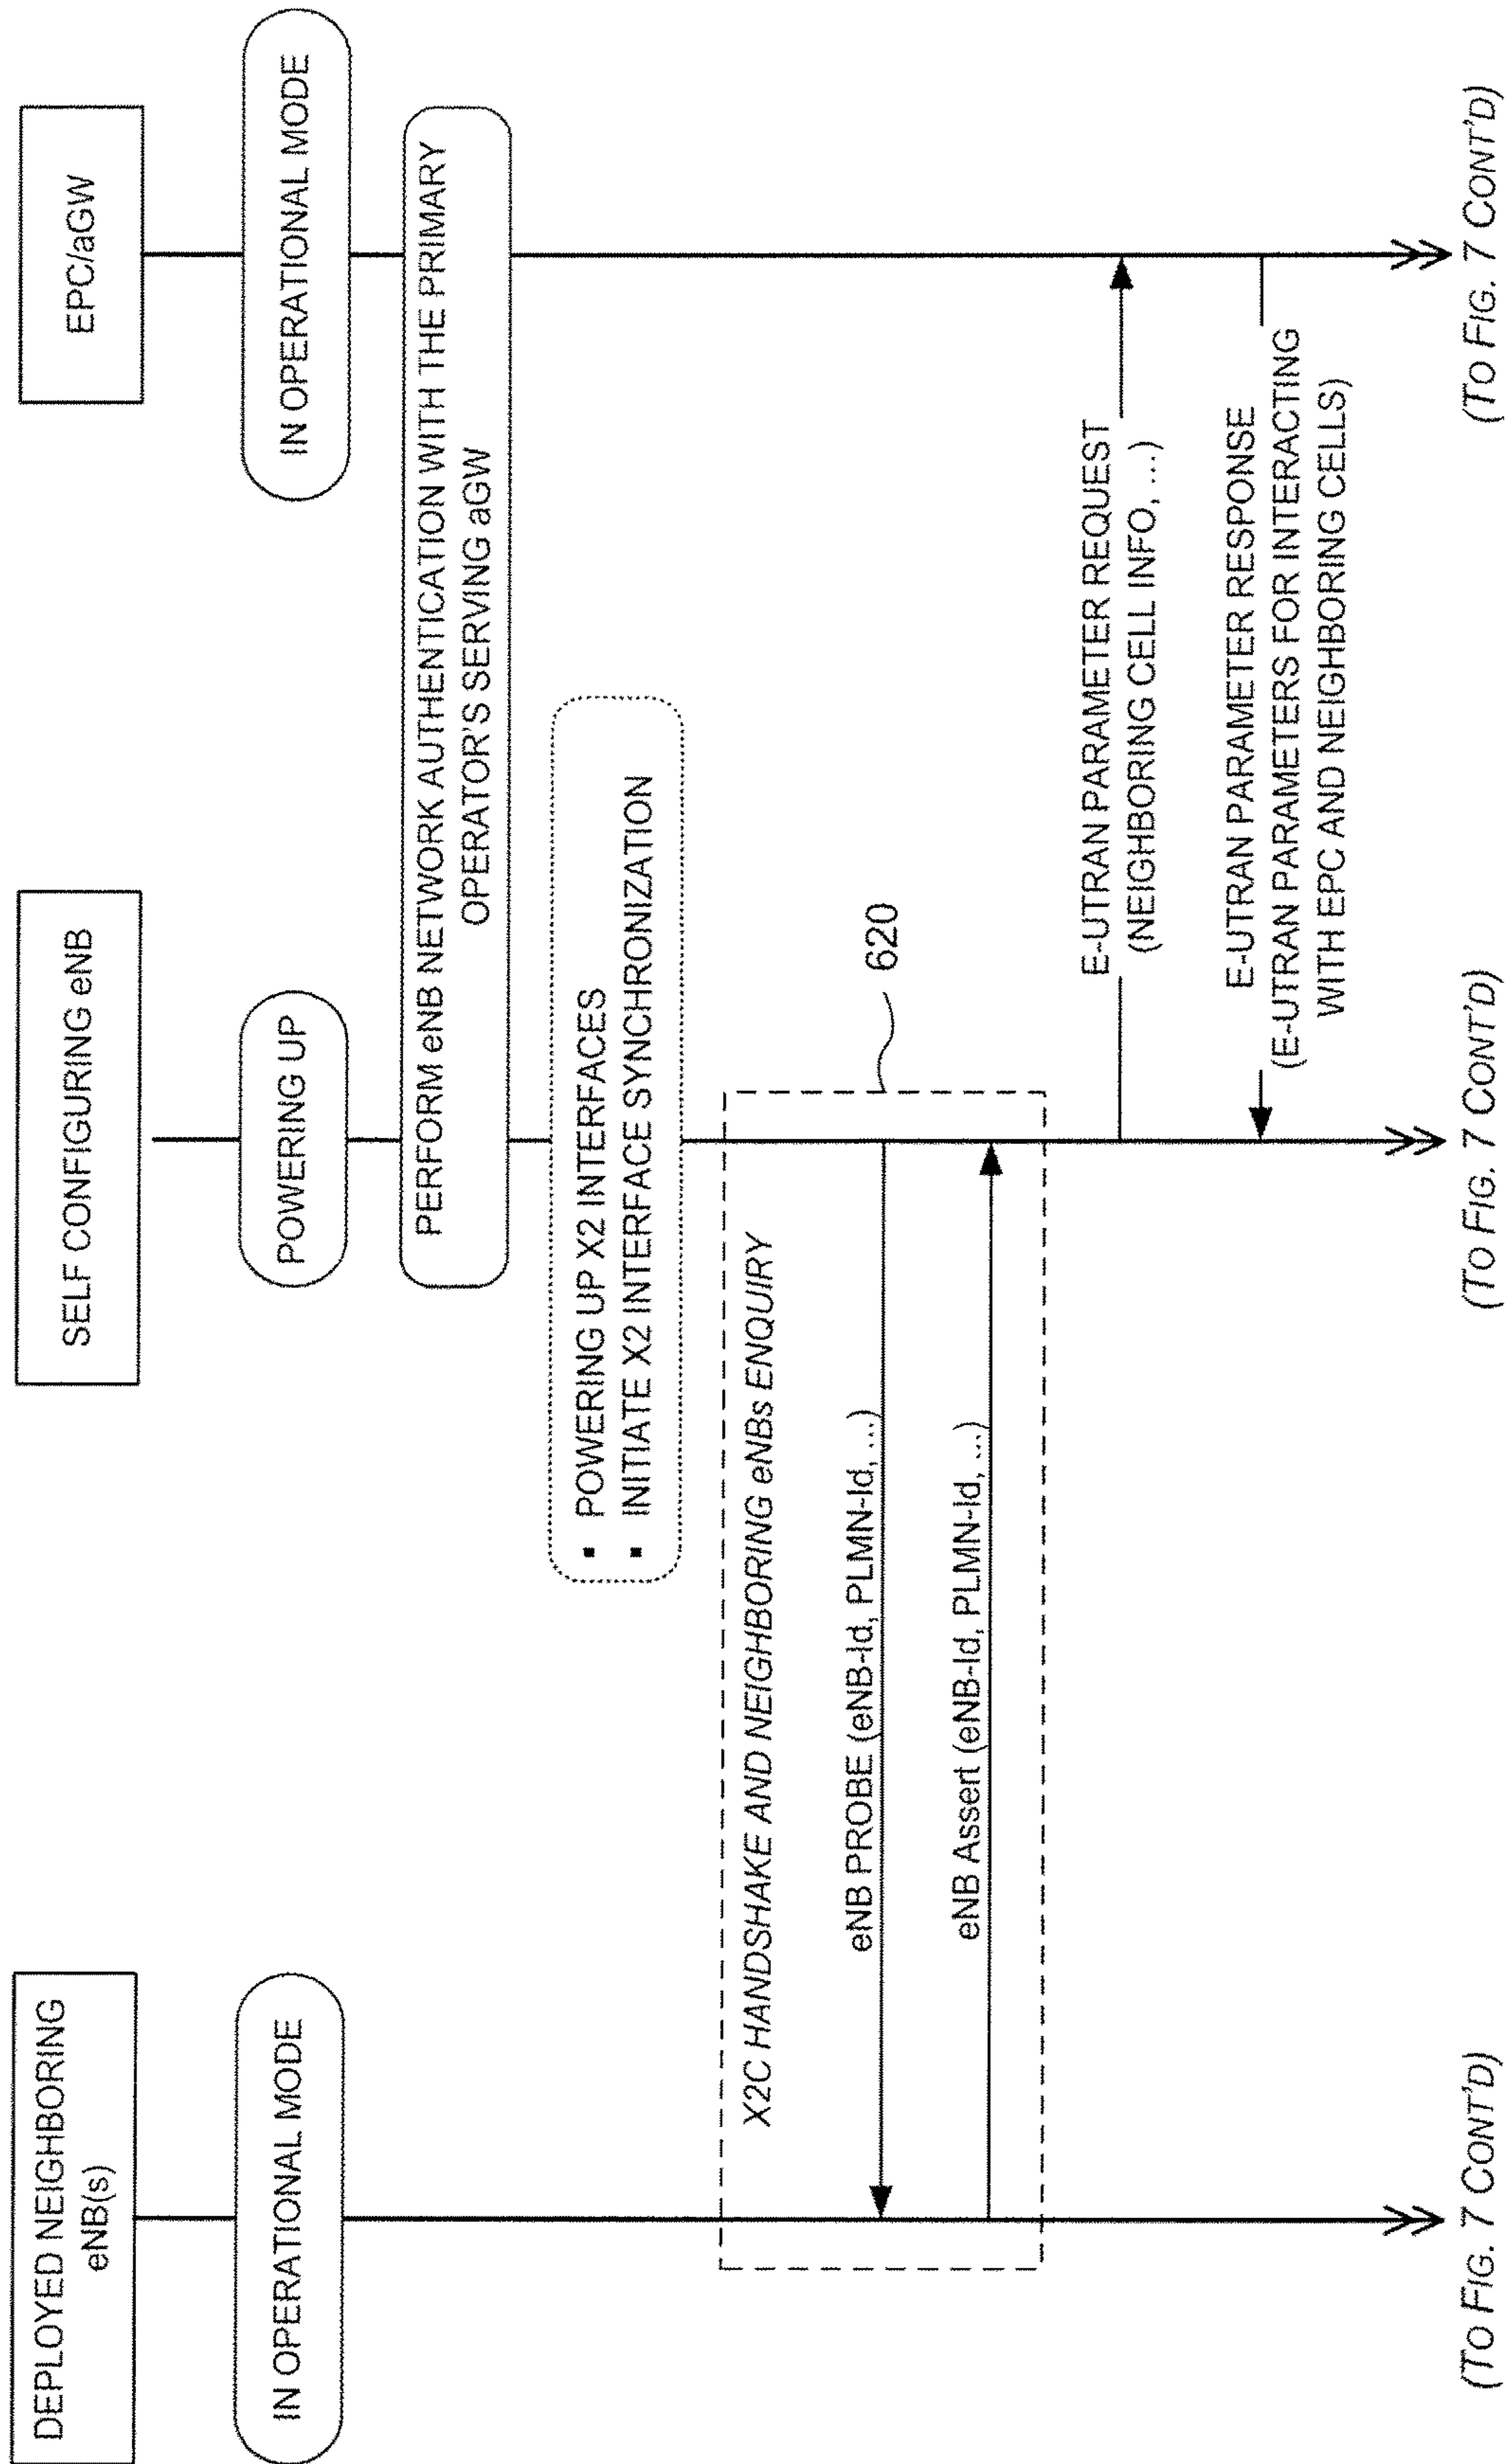 DEPLOYED NEIGHBORING
eNB(s)
SELF CONFIGURING eNB
EPC/aGW
IN OPERATIONAL MODE
POWERING UP
IN OPERATIONAL MODE
PERFORM eNB NETWORK AUTHENTICATION WITH THE PRIMARY
OPERATOR'S SERVING aGW
▪ POWERING UP X2 INTERFACES
▪ INITIATE X2 INTERFACE SYNCHRONIZATION
X2C HANDSHAKE AND NEIGHBORING eNBs ENQUIRY
620
eNB PROBE (eNB-Id, PLMN-Id, ...)
eNB Assert (eNB-Id, PLMN-Id, ...)
E-UTRAN PARAMETER REQUEST
(NEIGHBORING CELL INFO, ...)
E-UTRAN PARAMETER RESPONSE
(E-UTRAN PARAMETERS FOR INTERACTING
WITH EPC AND NEIGHBORING CELLS)
(TO FIG. 7 CONT'D)
(TO FIG. 7 CONT'D)
(TO FIG. 7 CONT'D)